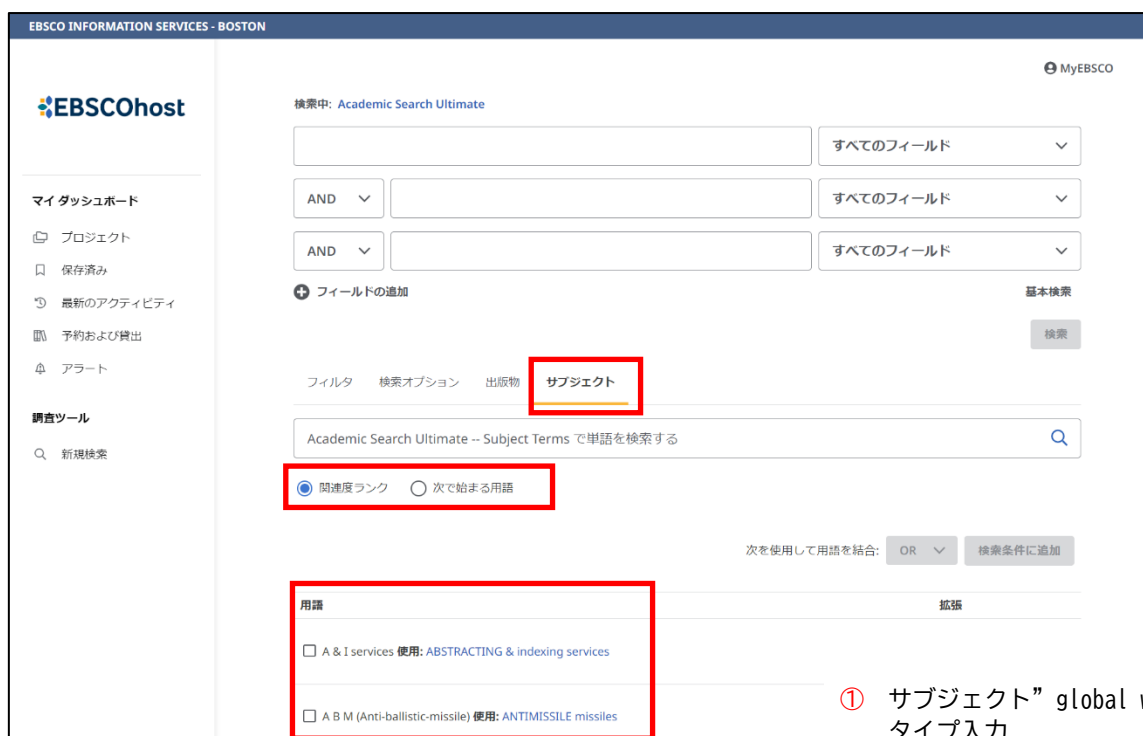 EBSCO INFORMATION SERVICES - BOSTON
MyEBSCO
EBSCOhost
検索中: Academic Search Ultimate
すべてのフィールド
AND すべてのフィールド
AND すべてのフィールド
フィールドの追加 基本検索
検索
マイ ダッシュボード
プロジェクト
保存済み
最新のアクティビティ
予約および貸出
アラート
調査ツール
新規検索
フィルタ 検索オプション 出版物 サブジェクト
Academic Search Ultimate -- Subject Terms で単語を検索する
関連度ランク 次で始まる用語
次を使用して用語を結合: OR 検索条件に追加
用語 拡張
A & I services 使用: ABSTRACTING & indexing services
A B M (Anti-ballistic-missile) 使用: ANTIMISSILE missiles
① サブジェクト”global
タイプ入力